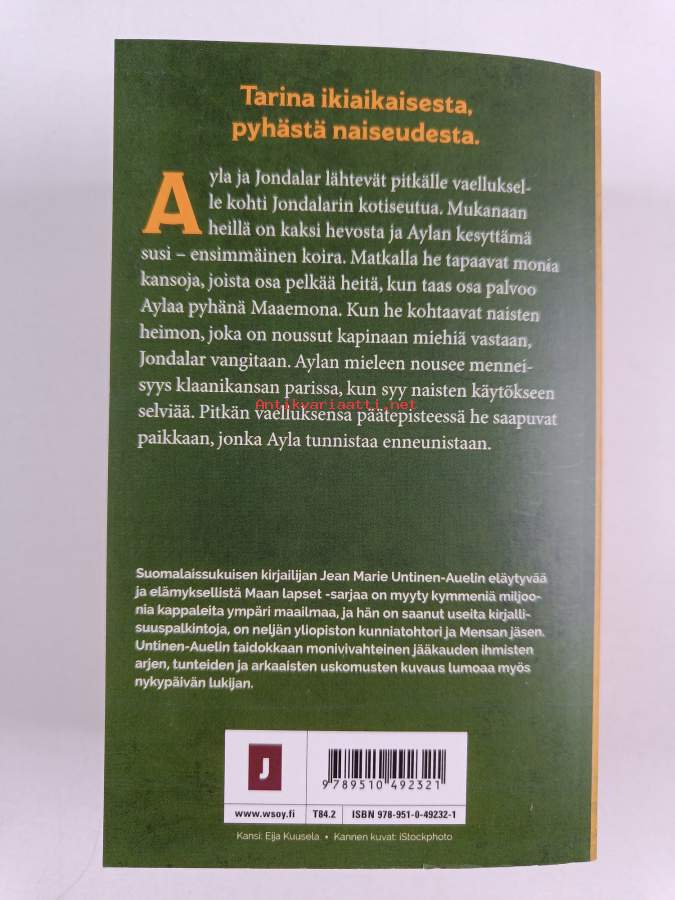 Tarina ikiaikaisesta,
pyhästä naiseudesta.
Ayla ja Jondalar lähtevät pitkälle vaelluksel-
le kohti Jondalarin kotiseutua. Mukanaan
heillä on kaksi hevosta ja Aylan kesyttämä
susi – ensimmäinen koira. Matkalla he tapaavat monia
kansoja, joista osa pelkää heitä, kun taas osa palvoo
Aylaa pyhänä Maaemona. Kun he kohtaavat naisten
heimon, joka on noussut kapinaan miehiä vastaan,
Jondalar vangitaan. Aylan mieleen nousee mennei-
syys klaanikansan parissa, kun syy naisten käytökseen
Antikvariaatti.net
selviää. Pitkän vaelluksensa päätepisteessä he saapuvat
paikkaan, jonka Ayla tunnistaa enneunistaan.
Suomalaissukuisen kirjailijan Jean Marie Untinen-Auelin eläytyvää
ja elämyksellistä Maan lapset -sarjaa on myyty kymmeniä miljoo-
nia kappaleita ympäri maailmaa, ja hän on saanut useita kirjalli-
suuspalkintoja, on neljän yliopiston kunniatohtori ja Mensan jäsen.
Untinen-Auelin taidokkaan monivivahteinen jääkauden ihmisten
arjen, tunteiden ja arkaaisten uskomusten kuvaus lumoaa myös
nykypäivän lukijan.
J
9 789510 492321
www.wsoy.fi T84.2 ISBN 978-951-0-49232-1
Kansi: Eija Kuusela • Kannen kuvat: iStockphoto